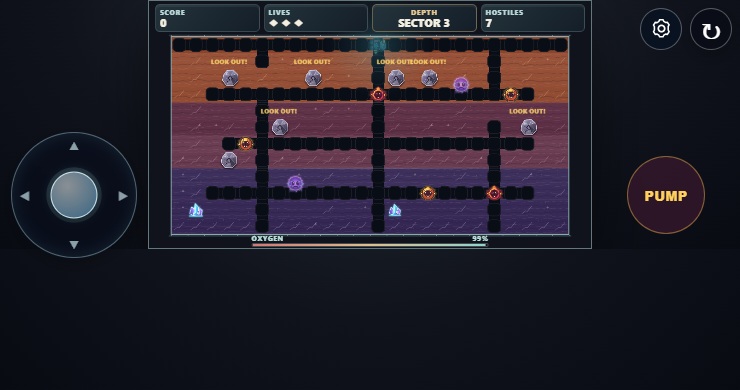 SCORE
0
LIVES
DEPTH
SECTOR 3
HOSTILES
7
LOOK OUT!
LOOK OUT!
LOOK OUT!
LOOK OUT!
LOOK OUT!
LOOK OUT!
PUMP
OXYGEN
99%